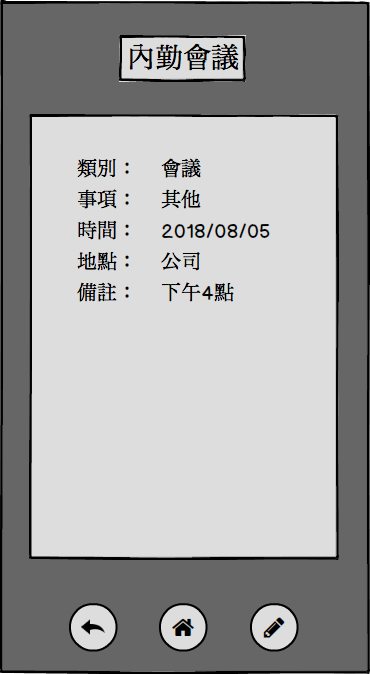 內勤會議
類別： 會議
事項： 其他
時間： 2018/08/05
地點： 公司
備註： 下午4點